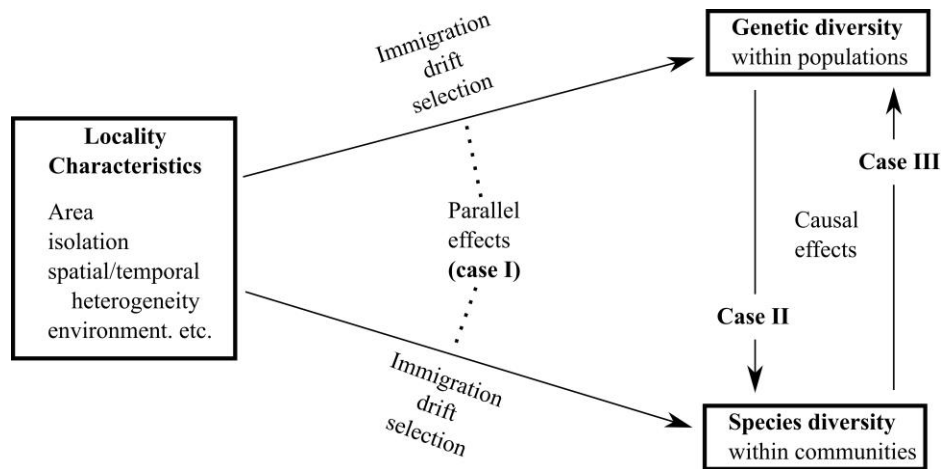 Immigration
drift
selection
Genetic diversity
within populations
Locality
Characteristics
Area
isolation
spatial/temporal
heterogeneity
environment. etc.
Parallel
effects
(case I)
Case III
Causal
effects
Case II
Immigration
drift
selection
Species diversity
within communities